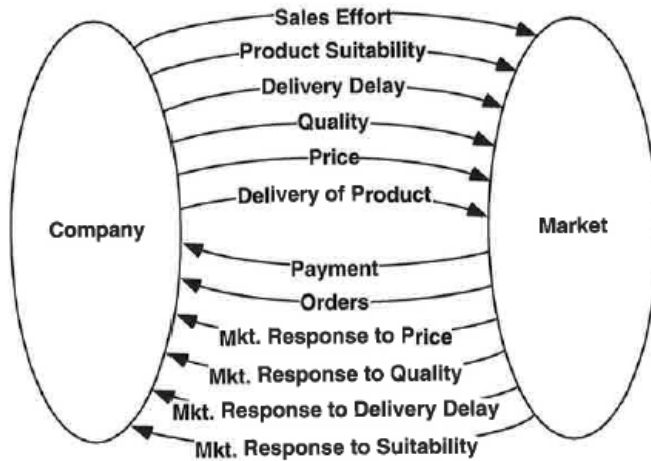 Sales Effort
Product Suitability
Delivery Delay
Quality
Price
Delivery of Product
Company
Market
Payment
Orders
Mkt. Response to Price
Mkt. Response to Quality
Mkt. Response to Delivery Delay
Mkt. Response to Suitability